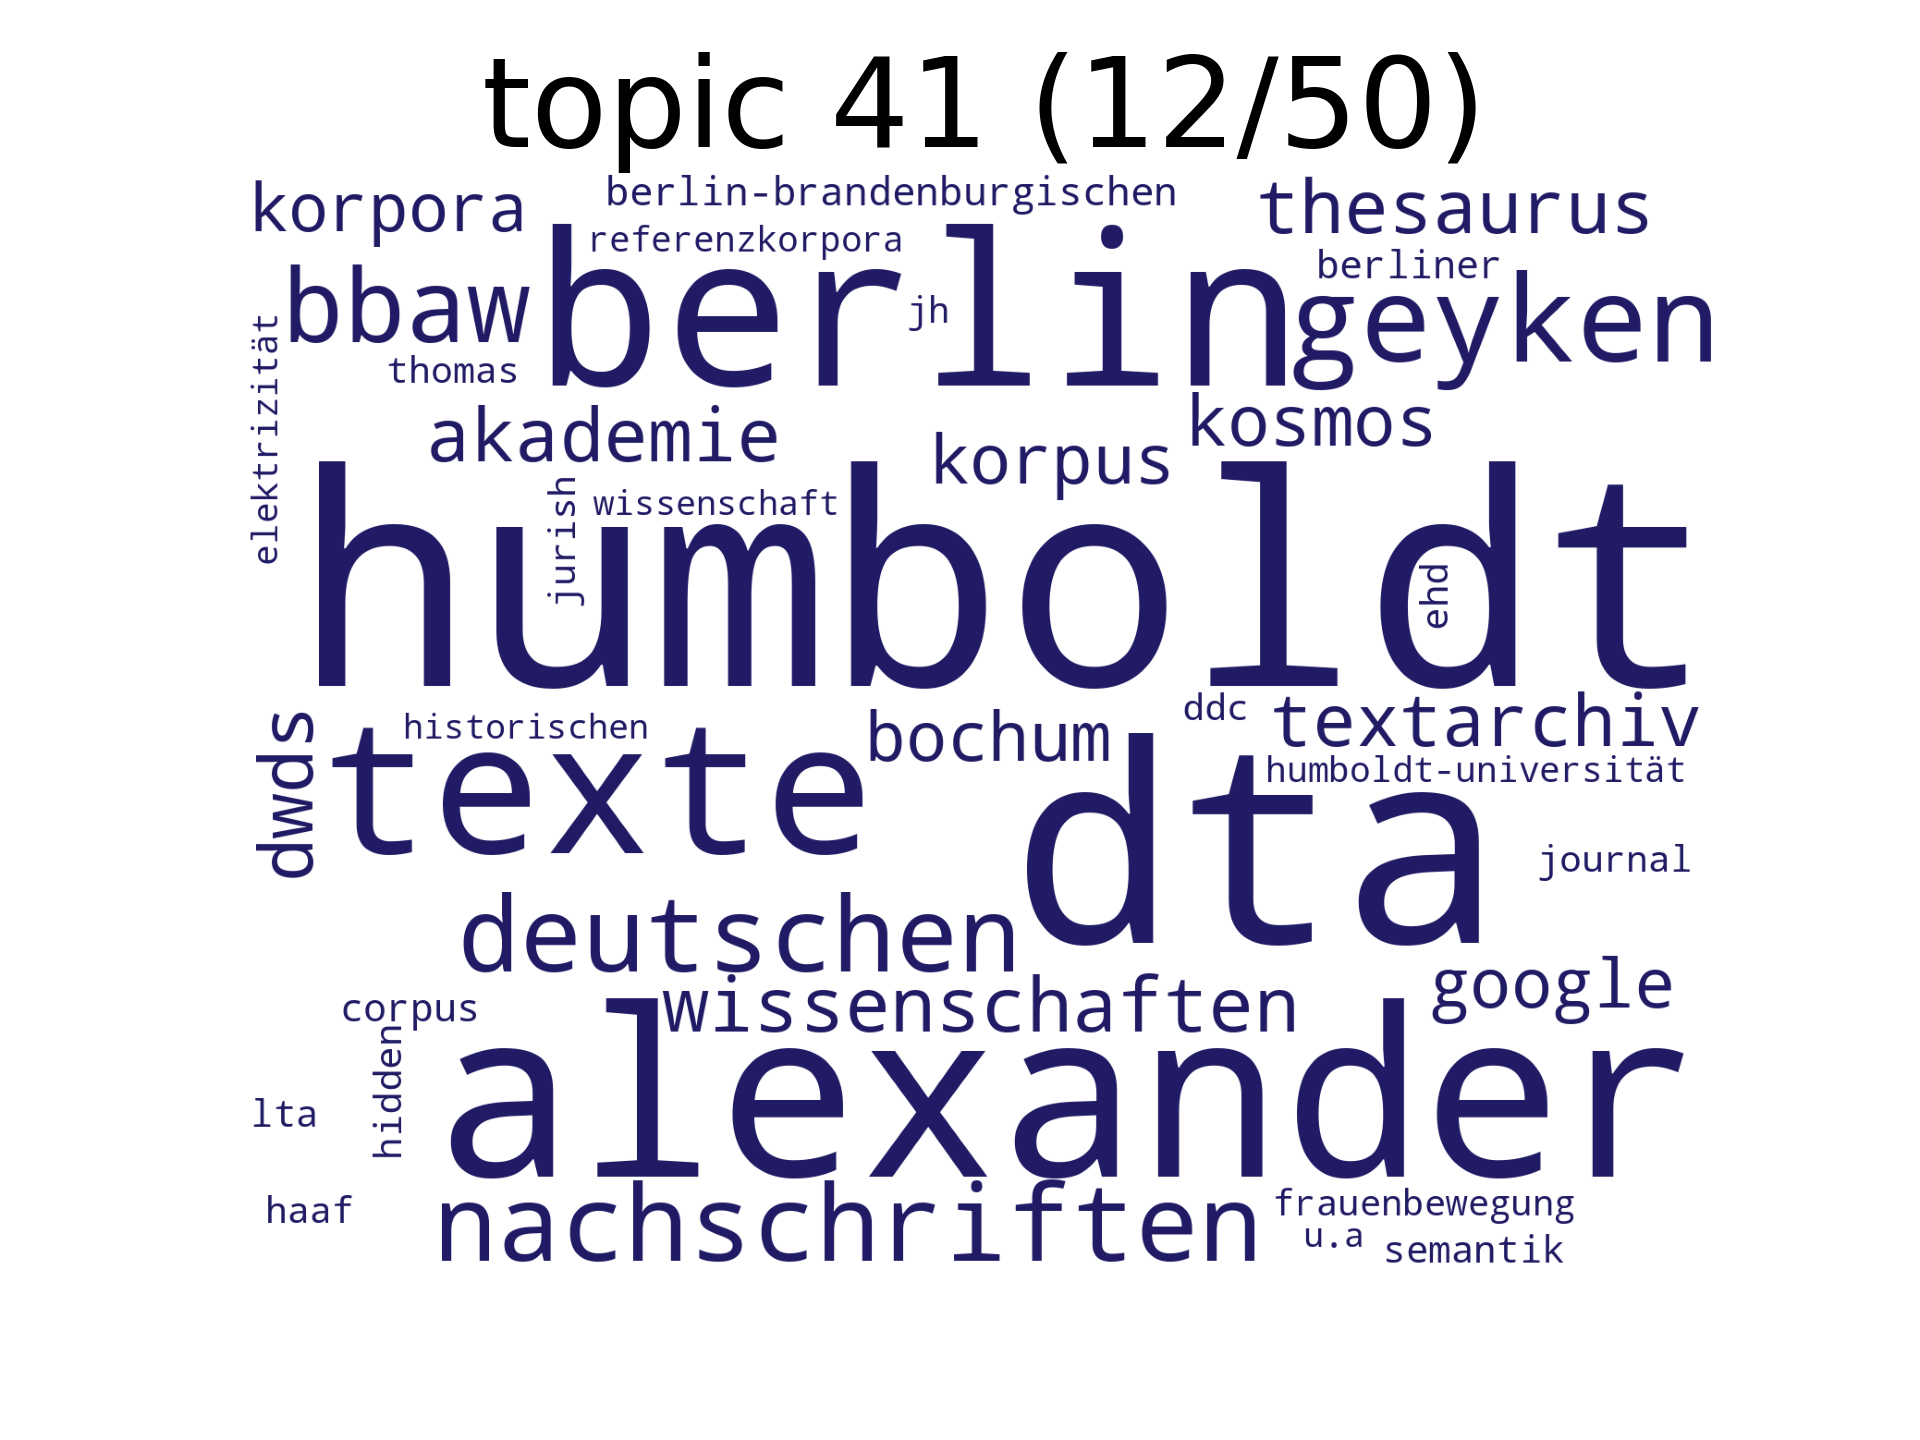 topic 41 (12/50)
korpora
berlin-brandenburgischen
thesaurus
referenzkorpora
berliner
bbaw
berlin
jh
geyken
elektrizität
thomas
akademie
korpus
kosmos
jurish
wissenschaft
humboldt
ehd
dwds
historischen
texte
bochum
ddc
textarchiv
humboldt-universität
dta
journal
deutschen
wissenschaften
google
corpus
hidden
alexander
lta
haaf
nachschriften
frauenbewegung
u.a
semantik